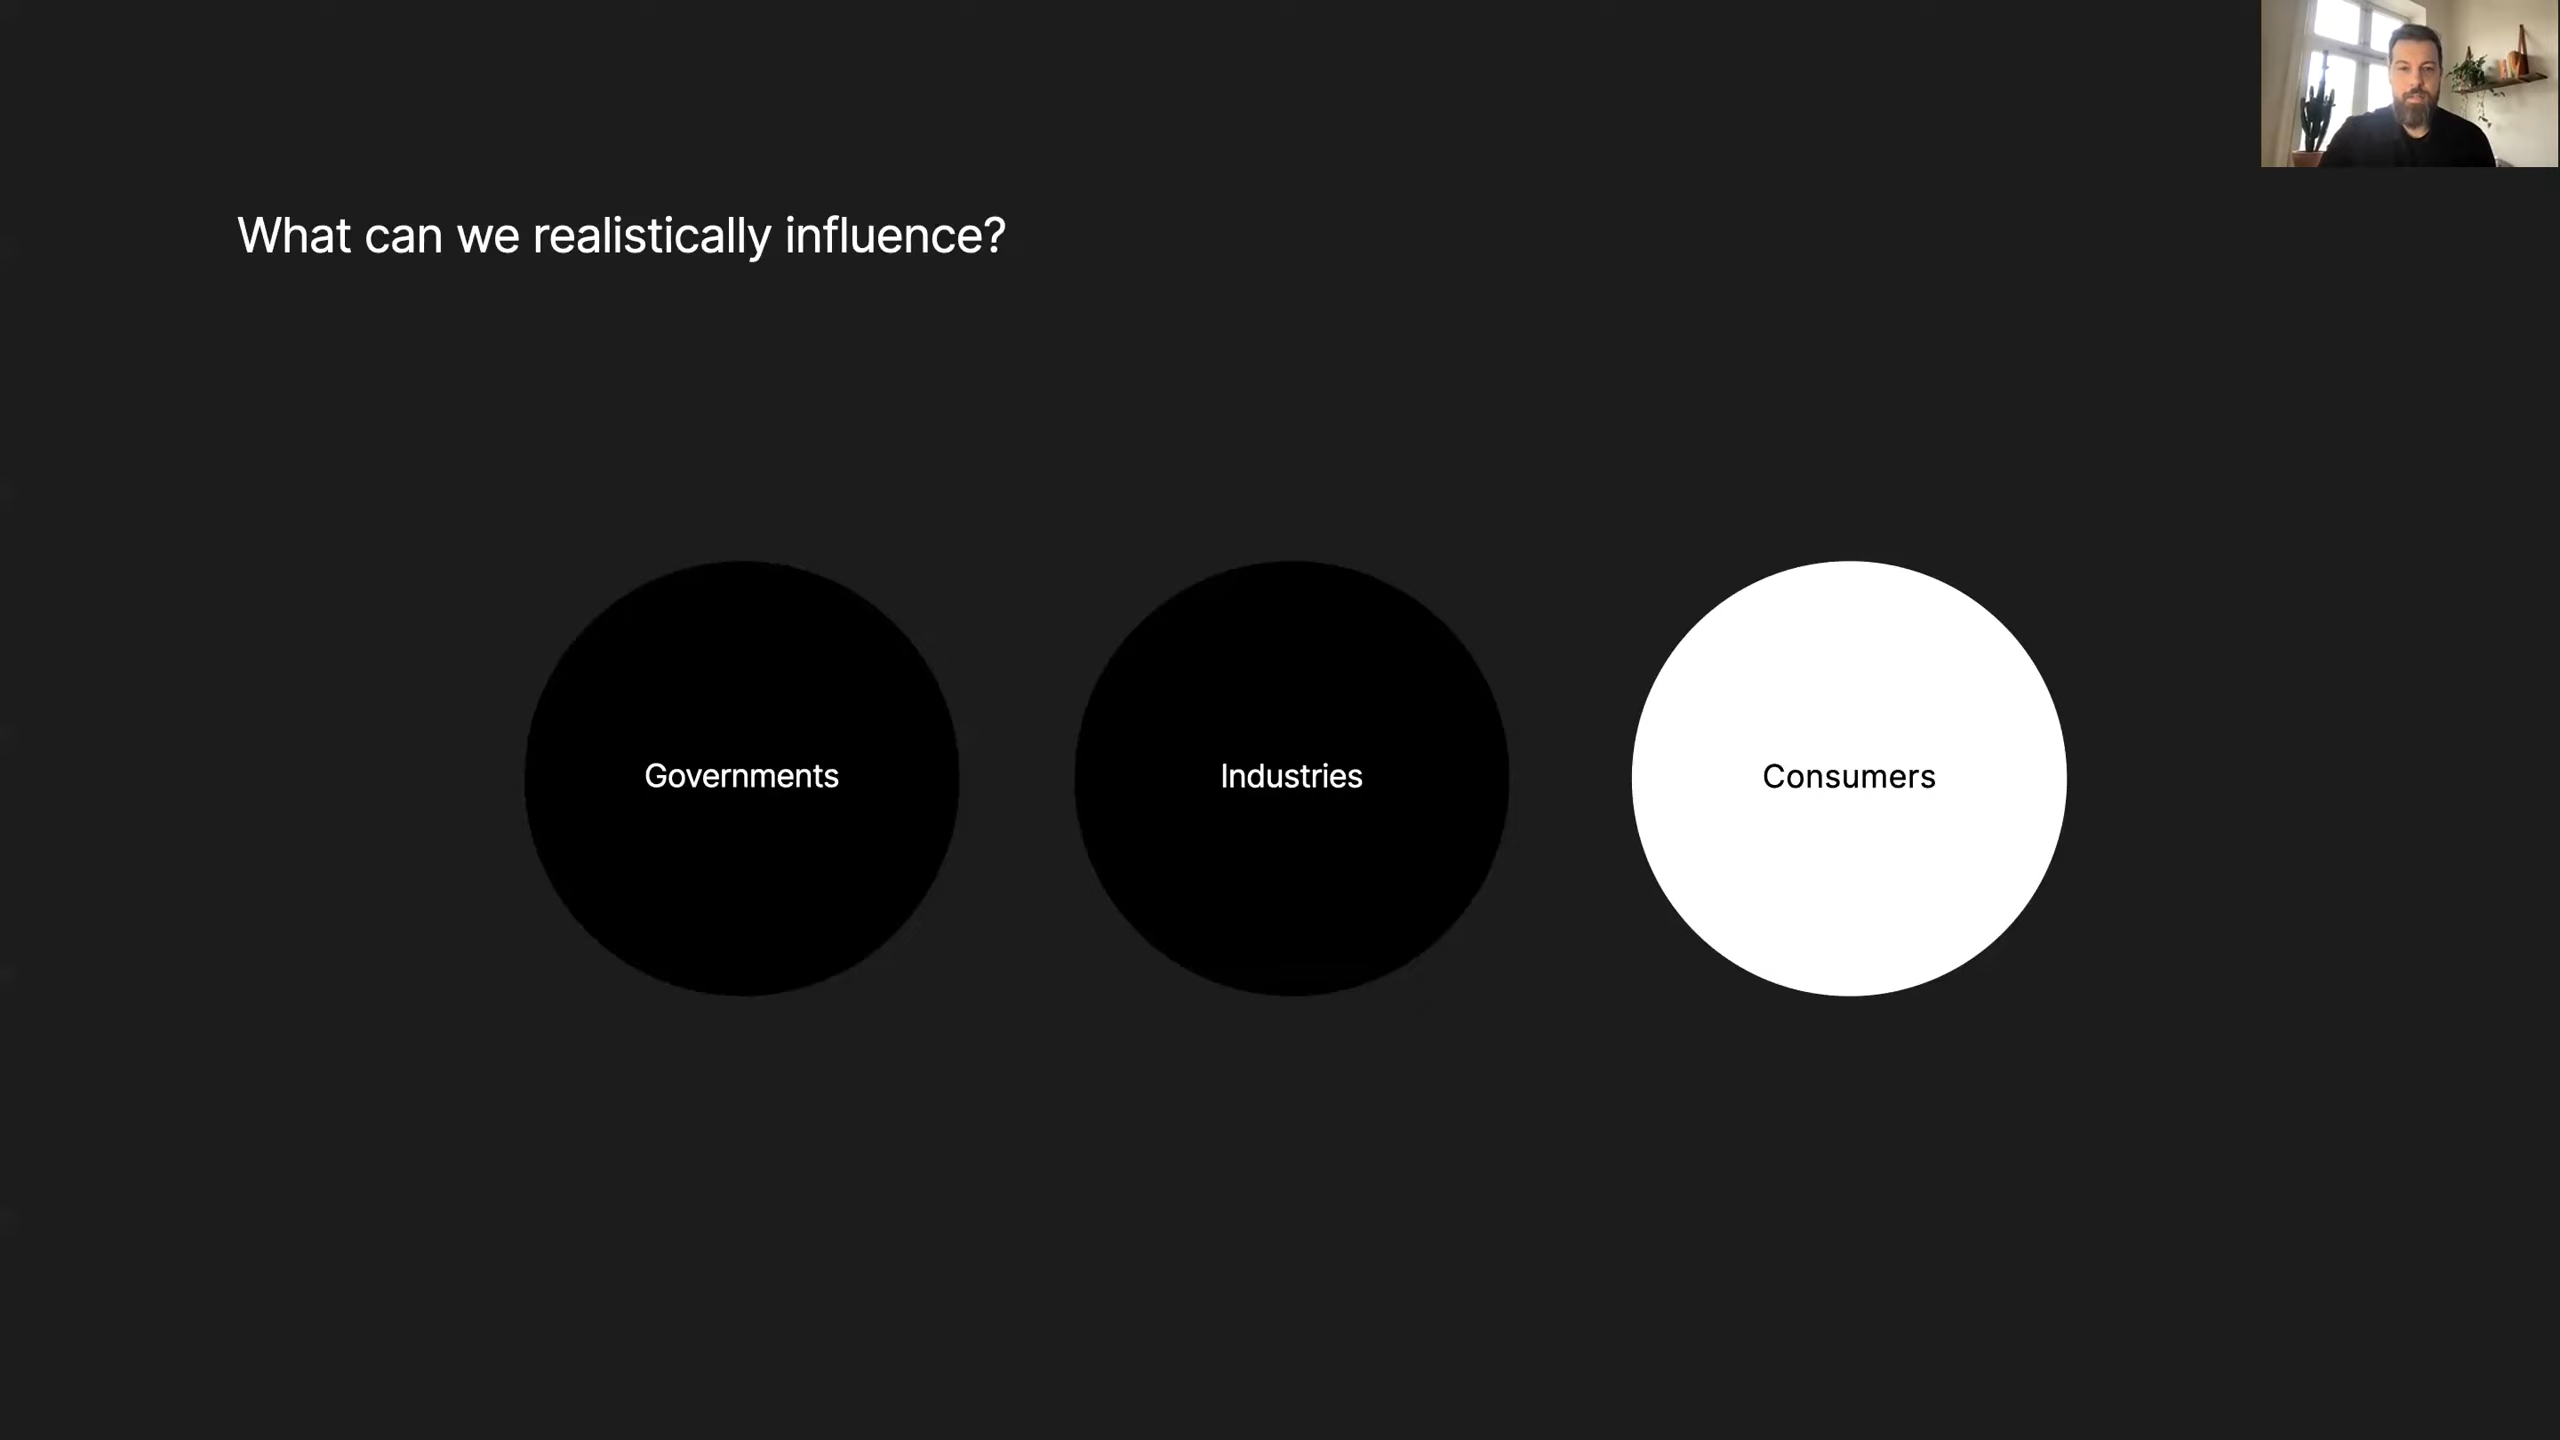 What can we realistically influence?
Governments
Industries
Consumers